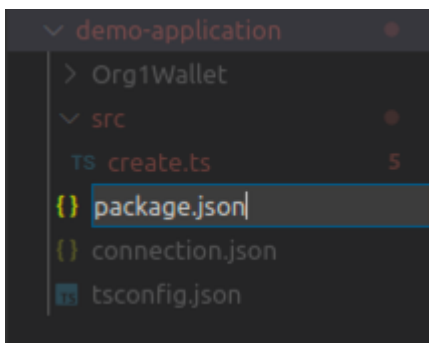 demo-application
Org1Wallet
src
TS create.ts 5
{} package.json
{} connection.json
TS tsconfig.json